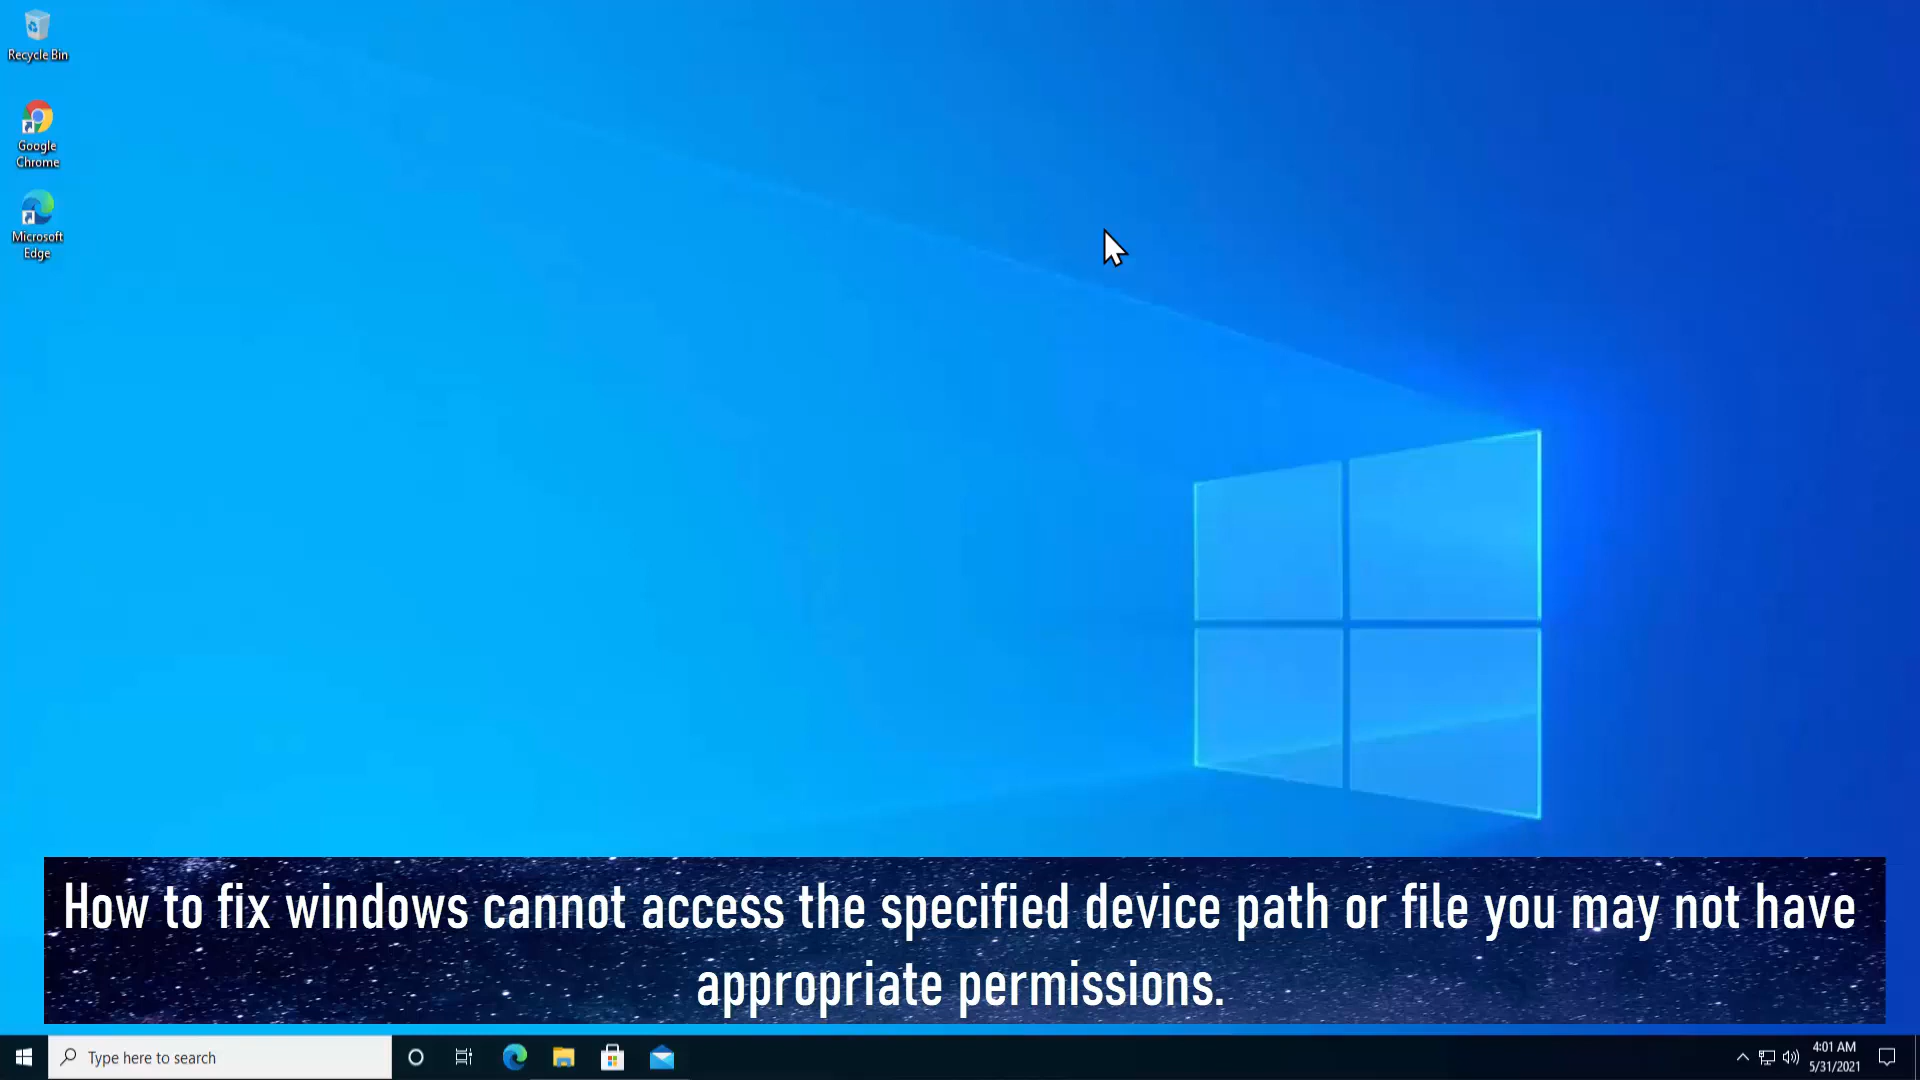 Recycle Bin
Google
Chrome
Microsoft
Edge
How to fix windows cannot access the specified device path or file you may not have
appropriate permissions.
Type here to search
4:01 AM
5/31/2021